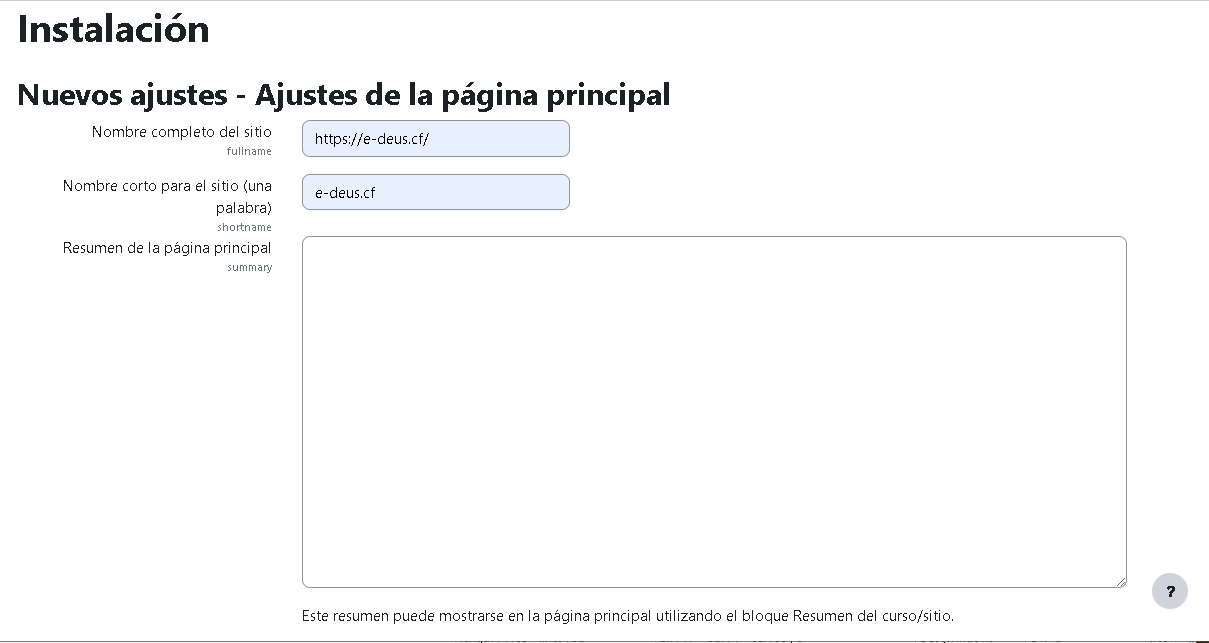 Instalación
Nuevos ajustes - Ajustes de la página principal
Nombre completo del sitio
fullname
https://e-deus.cf/
Nombre corto para el sitio (una
palabra)
shortname
e-deus.cf
Resumen de la página principal
summary
?
Este resumen puede mostrarse en la página principal utilizando el bloque Resumen del curso/sitio.